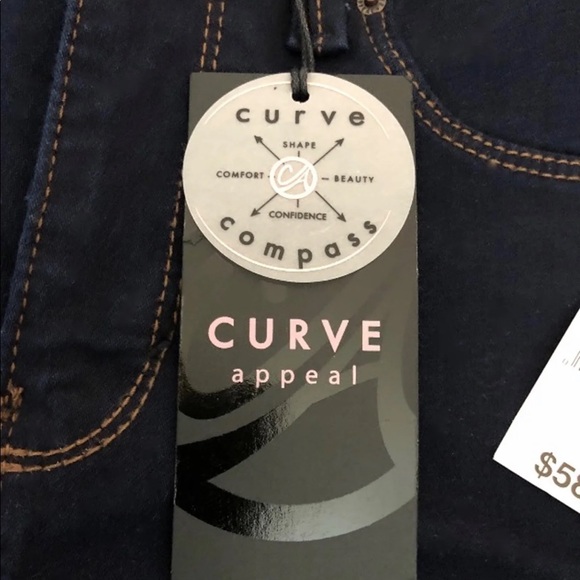 curve
SHAPE
COMFORT
CA
BEAUTY
CONFIDENCE
compass
CURVE
appeal
$58